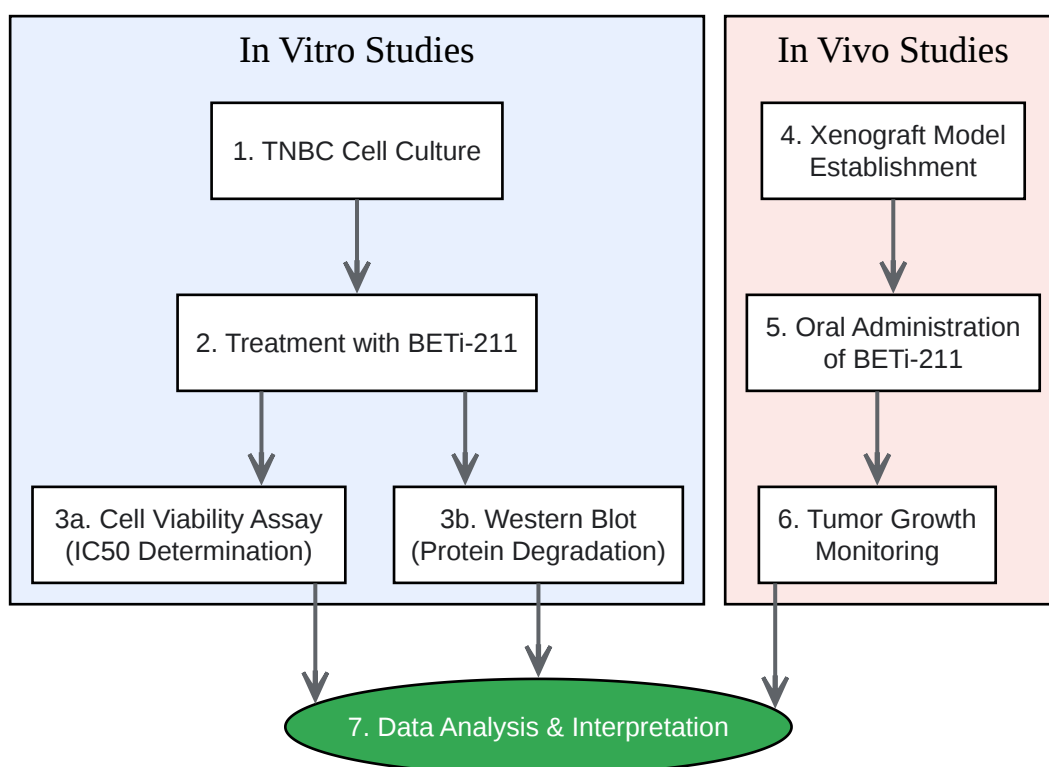 In Vitro Studies
1. TNBC Cell Culture
2. Treatment with BETi-211
3a. Cell Viability Assay
(IC50 Determination)
3b. Western Blot
(Protein Degradation)
In Vivo Studies
4. Xenograft Model
Establishment
5. Oral Administration
of BETi-211
6. Tumor Growth
Monitoring
7. Data Analysis & Interpretation